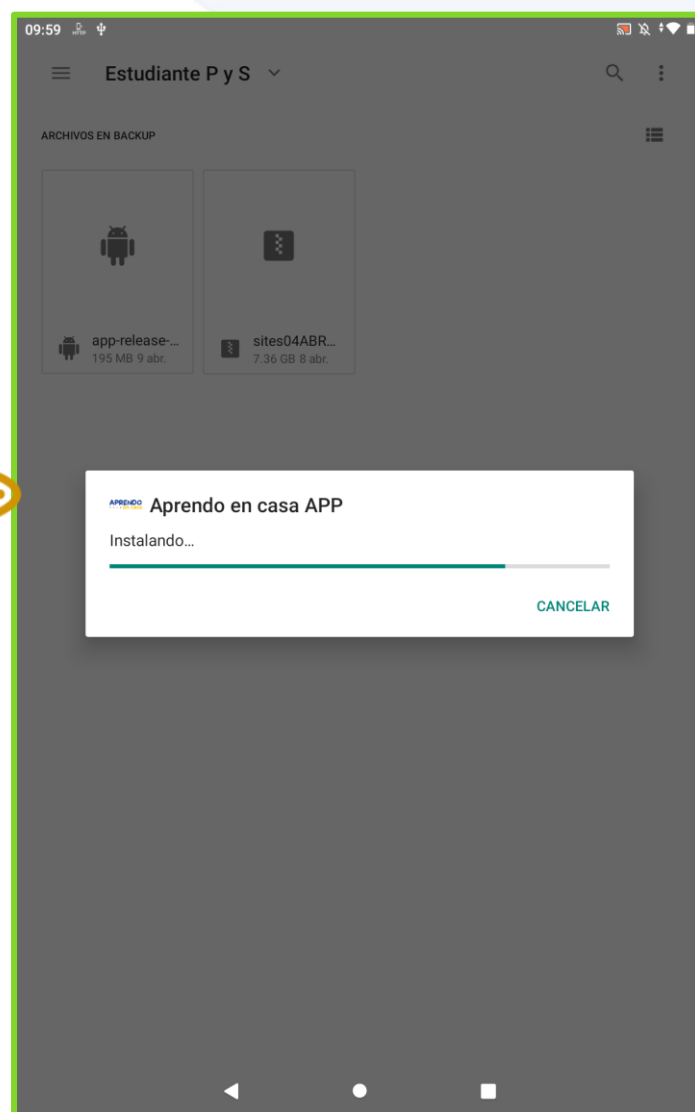 09:59
Estudiante P y S
ARCHIVOS EN BACKUP
app-release-...
195 MB 9 abr.
sites04ABR...
7.36 GB 8 abr.
APRENDO
Aprendo en casa APP
Instalando...
CANCELAR